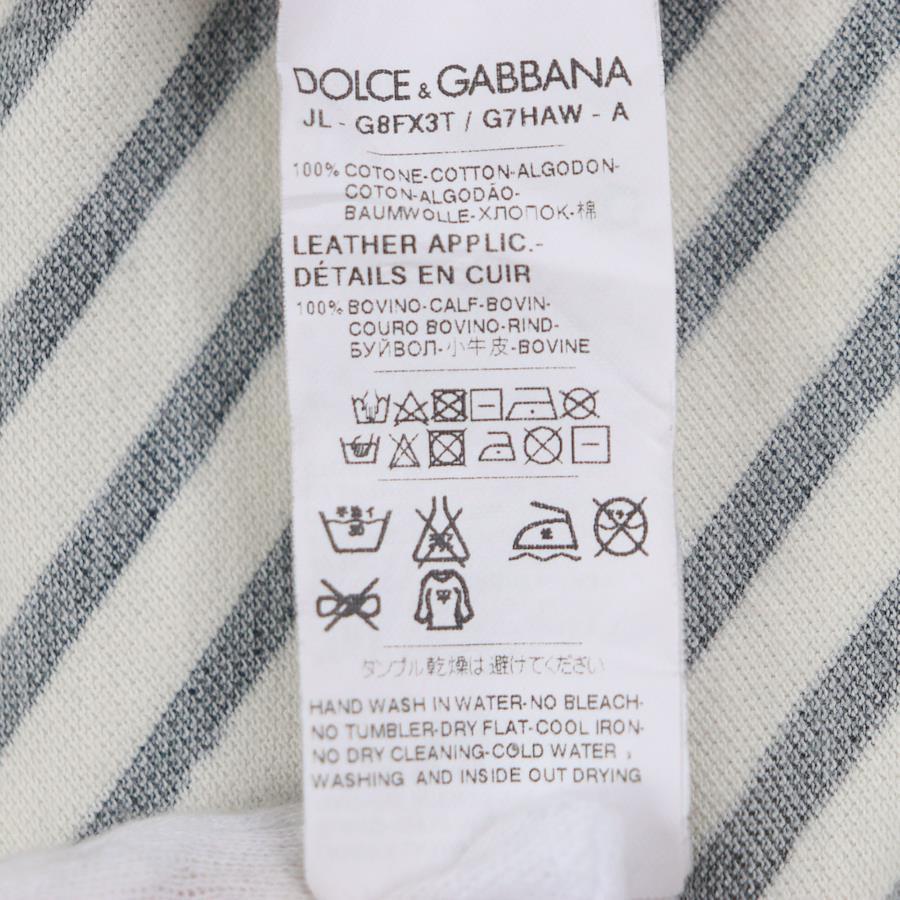 DOLCE & GABBANA
JL - G8FX3T / G7HAW - A
100% COTONE-COTTON-ALGODON-
COTON-ALGODÃO-
BAUMWOLLE-ХЛОПОК-棉
LEATHER APPLIC.-
DÉTAILS EN CUIR
100% BOVINO-CALF-BOVIN-
COURO BOVINO-RIND-
БУЙВОЛ-小牛皮-BOVINE
30
平
タンブル乾燥は避けてください
HAND WASH IN WATER-NO BLEACH-
NO TUMBLER-DRY FLAT-COOL IRON-
NO DRY CLEANING-COLD WATER ,
WASHING AND INSIDE OUT DRYING